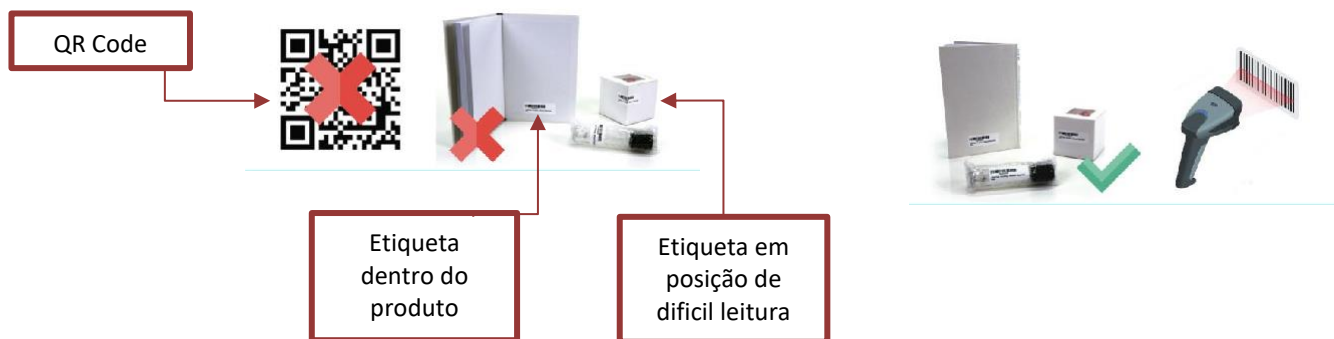 QR Code
Etiqueta
dentro do
produto
Etiqueta em
posição de
dificil leitura